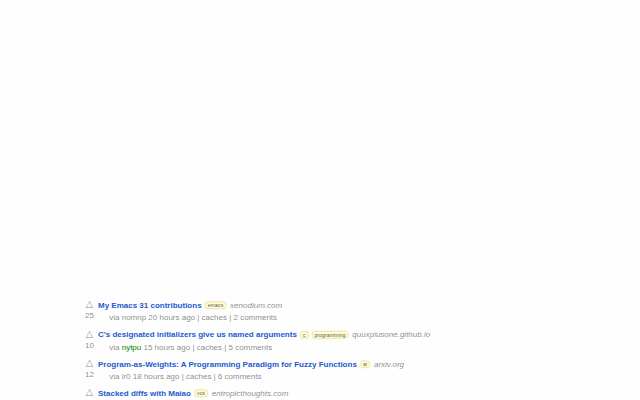 My Emacs 31 contributions emacs xenodium.com
25 via nomnp 20 hours ago | caches | 2 comments
C's designated initializers give us named arguments c programming quuxplusone.github.io
10 via nytpu 15 hours ago | caches | 5 comments
Program-as-Weights: A Programming Paradigm for Fuzzy Functions arxiv.org
12 via lr0 18 hours ago | caches | 6 comments
Stacked diffs with Maiao vcs entropicthoughts.com